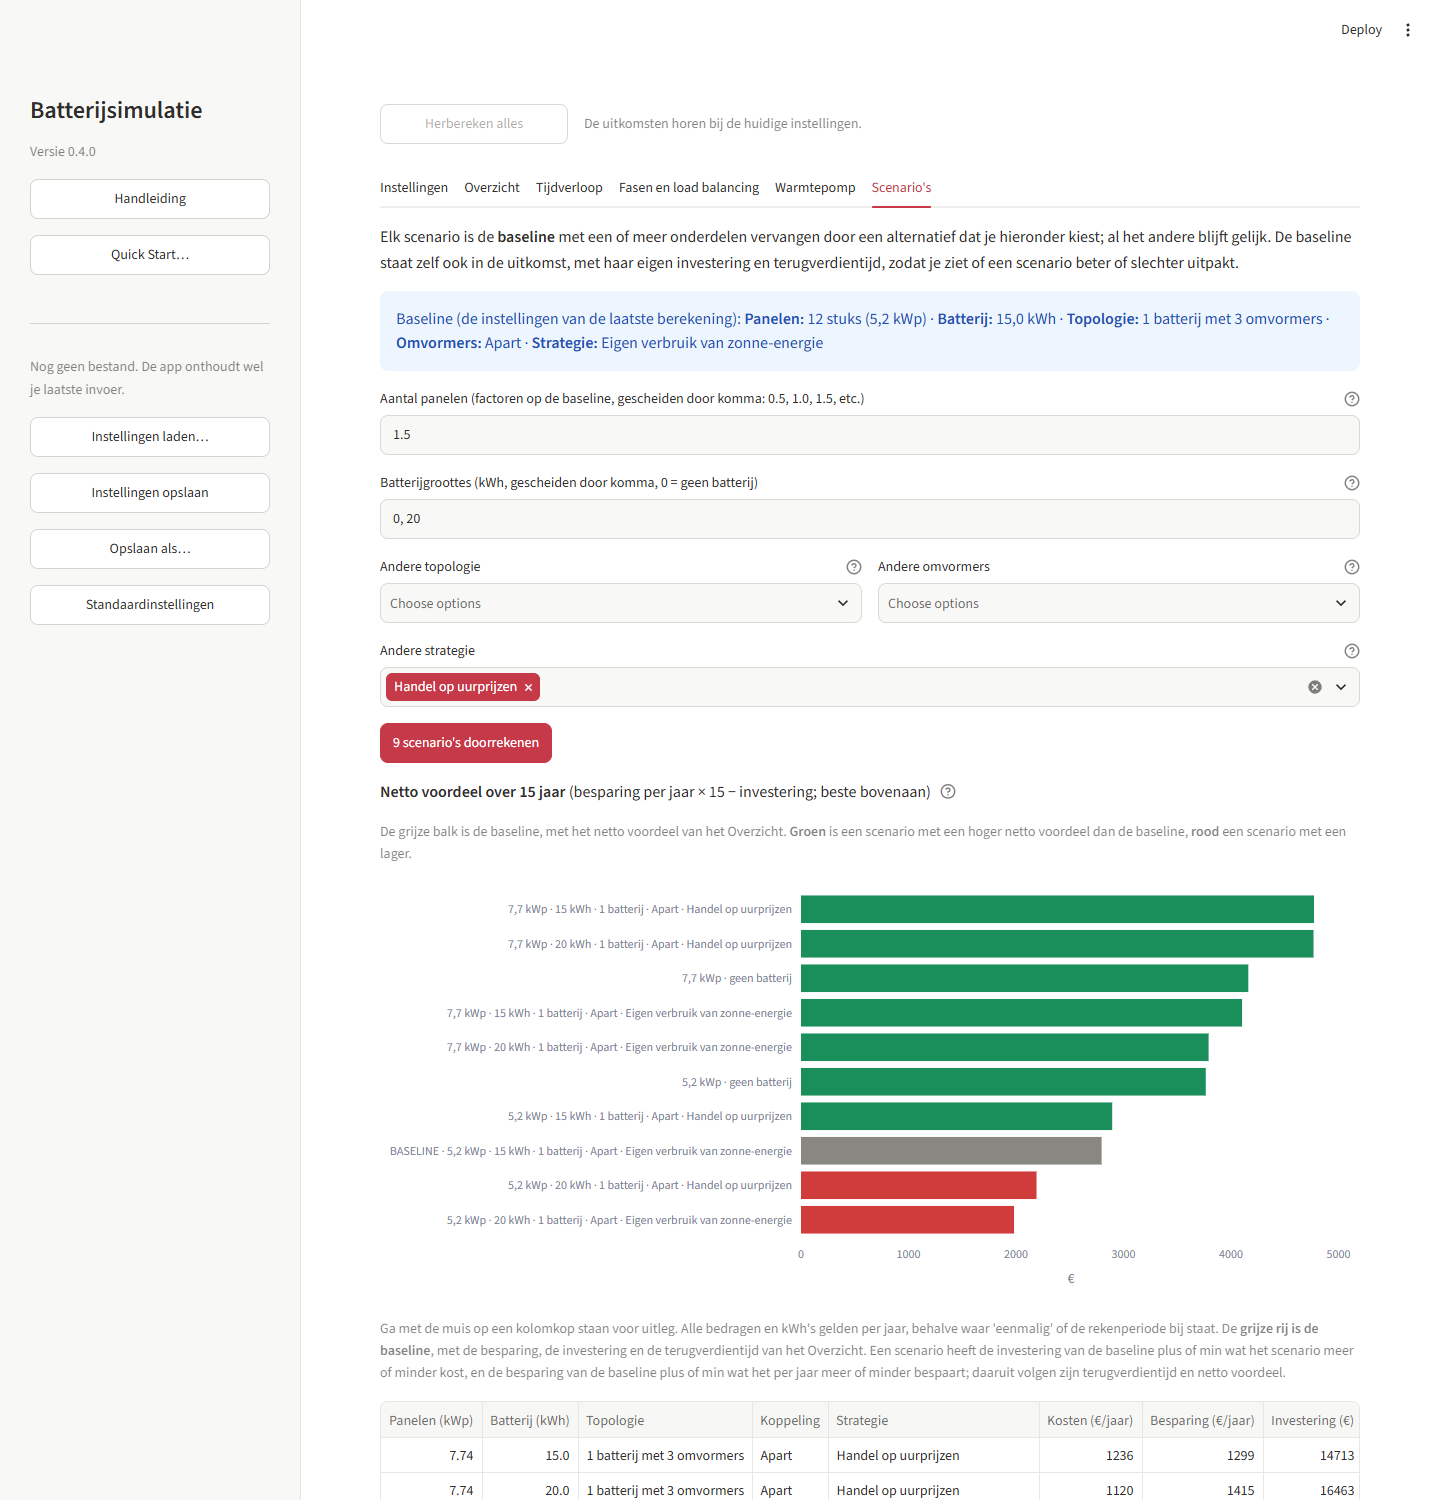 Deploy
Batterijsimulatie
Versie 0.4.0
Handleiding
Quick Start...
Nog geen bestand. De app onthoudt wel
je laatste invoer.
Instellingen laden...
Instellingen opslaan
Opslaan als...
Standaardinstellingen
Herbereken alles
De uitkomsten horen bij de huidige instellingen.
Instellingen Overzicht Tijdverloop Fasen en load balancing Warmtepomp Scenario's
Elk scenario is de baseline met een of meer onderdelen vervangen door een alternatief dat je hieronder kiest; al het andere blijft gelijk. De baseline
staat zelf ook in de uitkomst, met haar eigen investering en terugverdientijd, zodat je ziet of een scenario beter of slechter uitpakt.
Baseline (de instellingen van de laatste berekening): Panelen: 12 stuks (5,2 kWp) · Batterij: 15,0 kWh · Topologie: 1 batterij met 3 omvormers ·
Omvormers: Apart · Strategie: Eigen verbruik van zonne-energie
Aantal panelen (factoren op de baseline, gescheiden door komma: 0.5, 1.0, 1.5, etc.)
1.5
Batterijgroottes (kWh, gescheiden door komma, 0 = geen batterij)
0, 20
Andere topologie
Andere omvormers
Choose options
Choose options
Andere strategie
Handel op uurprijzen
9 scenario's doorrekenen
Netto voordeel over 15 jaar (besparing per jaar × 15 − investering; beste bovenaan)
De grijze balk is de baseline, met het netto voordeel van het Overzicht. Groen is een scenario met een hoger netto voordeel dan de baseline, rood een scenario met een
lager.
7,7 kWp · 15 kWh · 1 batterij · Apart · Handel op uurprijzen
7,7 kWp · 20 kWh · 1 batterij · Apart · Handel op uurprijzen
7,7 kWp · geen batterij
7,7 kWp · 15 kWh · 1 batterij · Apart · Eigen verbruik van zonne-energie
7,7 kWp · 20 kWh · 1 batterij · Apart · Eigen verbruik van zonne-energie
5,2 kWp · geen batterij
5,2 kWp · 15 kWh · 1 batterij · Apart · Handel op uurprijzen
BASELINE · 5,2 kWp · 15 kWh · 1 batterij · Apart · Eigen verbruik van zonne-energie
5,2 kWp · 20 kWh · 1 batterij · Apart · Handel op uurprijzen
5,2 kWp · 20 kWh · 1 batterij · Apart · Eigen verbruik van zonne-energie
0 1000 2000 3000 4000 5000
€
Ga met de muis op een kolomkop staan voor uitleg. Alle bedragen en kWh's gelden per jaar, behalve waar 'eenmalig' of de rekenperiode bij staat. De grijze rij is de
baseline, met de besparing, de investering en de terugverdientijd van het Overzicht. Een scenario heeft de investering van de baseline plus of min wat het scenario meer
of minder kost, en de besparing van de baseline plus of min wat het per jaar meer of minder bespaart; daaruit volgen zijn terugverdientijd en netto voordeel.
Panelen (kWp) Batterij (kWh) Topologie Koppeling Strategie Kosten (€/jaar) Besparing (€/jaar) Investering (€)
7.74 15.0 1 batterij met 3 omvormers Apart Handel op uurprijzen 1236 1299 14713
7.74 20.0 1 batterij met 3 omvormers Apart Handel op uurprijzen 1120 1415 16463